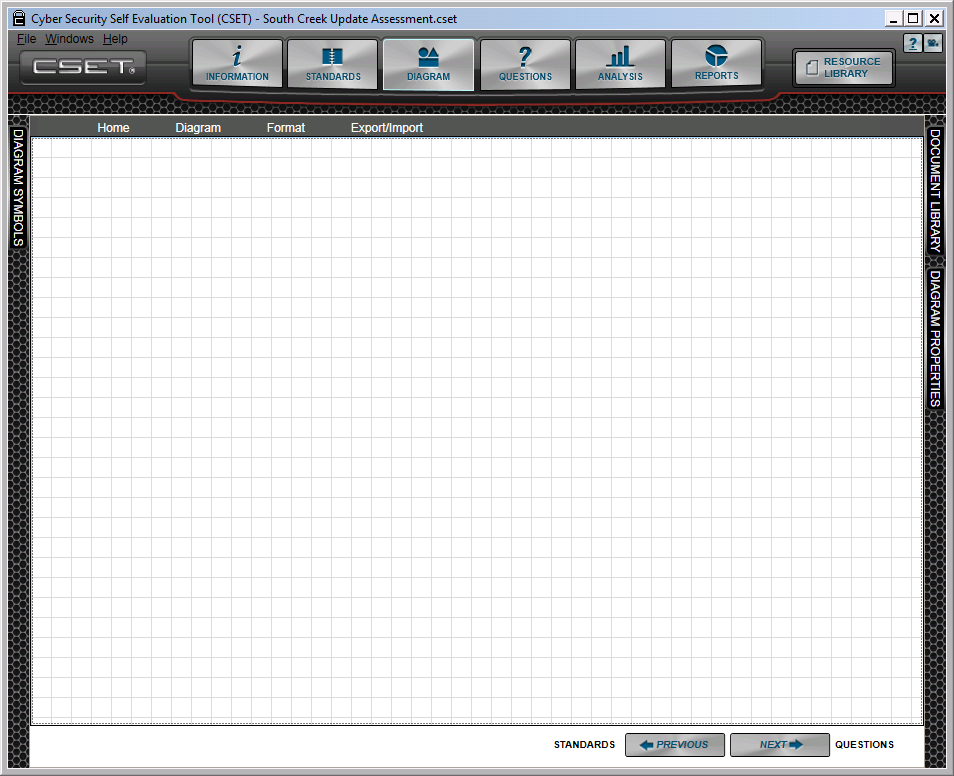 Cyber Security Self Evaluation Tool (CSET) - South Creek Update Assessment.cset
File Windows Help
CSET
INFORMATION
STANDARDS
DIAGRAM
?
QUESTIONS
ANALYSIS
REPORTS
RESOURCE
LIBRARY
?
Home Diagram Format Export/Import
DIAGRAM SYMBOLS
DOCUMENT LIBRARY
DIAGRAM PROPERTIES
STANDARDS PREVIOUS NEXT QUESTIONS